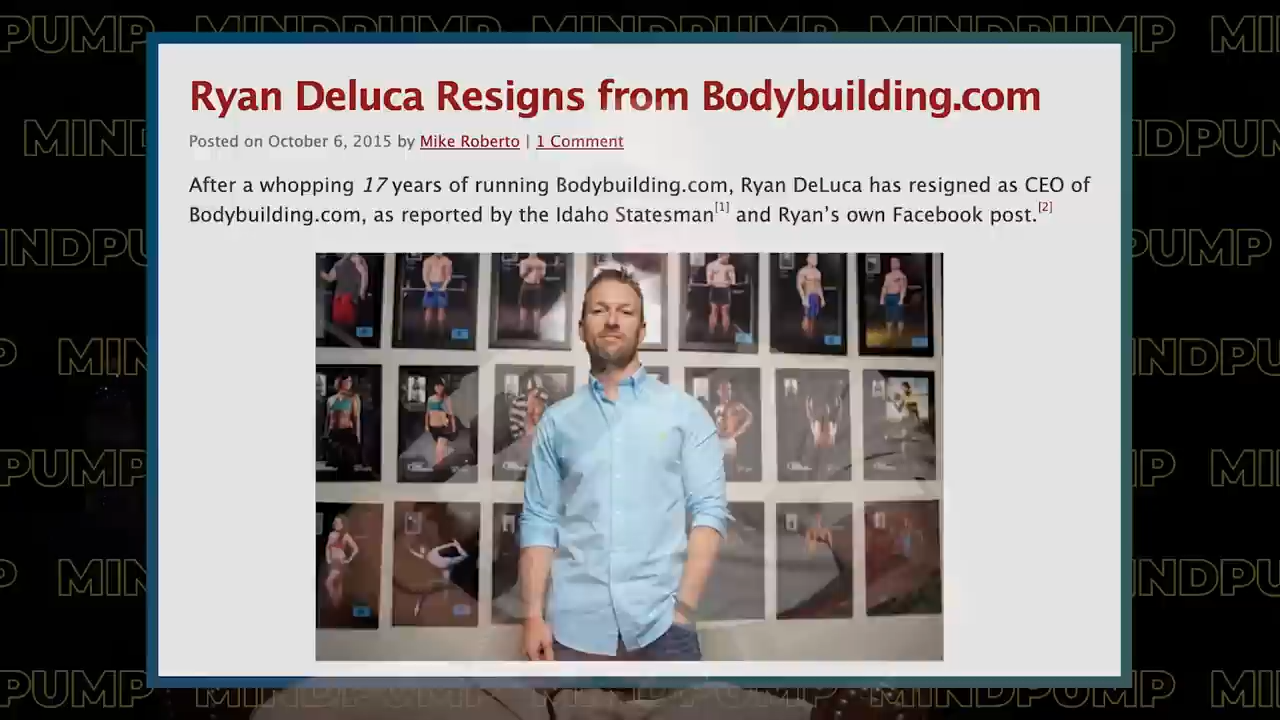 Ryan Deluca Resigns from Bodybuilding.com
Posted on October 6, 2015 by Mike Roberto | 1 Comment
After a whopping 17 years of running Bodybuilding.com, Ryan DeLuca has resigned as CEO of
Bodybuilding.com, as reported by the Idaho Statesman[1] and Ryan’s own Facebook post.[2]
MINDPUMP